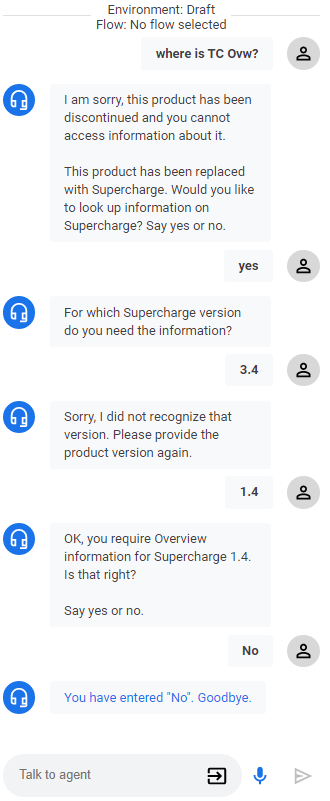 Environment: Draft
Flow: No flow selected
where is TC Ovw?
I am sorry, this product has been
discontinued and you cannot
access information about it.
This product has been replaced
with Supercharge. Would you like
to look up information on
Supercharge? Say yes or no.
yes
For which Supercharge version
do you need the information?
3.4
Sorry, I did not recognize that
version. Please provide the
product version again.
1.4
OK, you require Overview
information for Supercharge 1.4.
Is that right?
Say yes or no.
No
You have entered "No". Goodbye.
Talk to agent